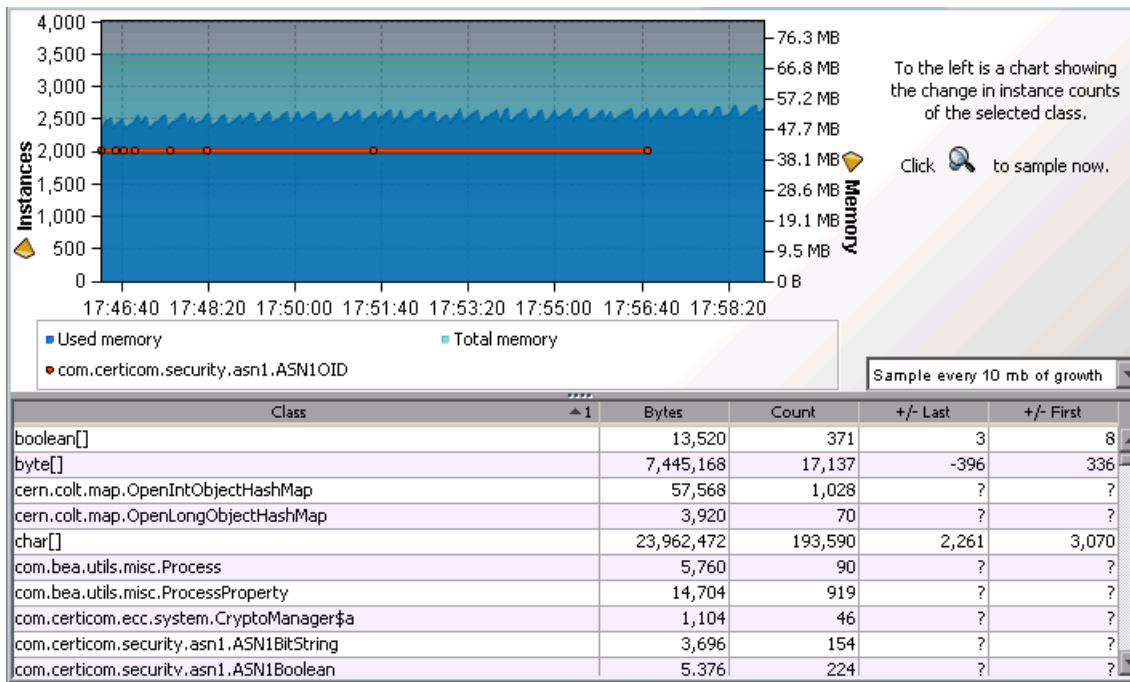 4,000
3,500
3,000
2,500
2,000
1,500
1,000
500
0
Instances
76.3 MB
66.8 MB
57.2 MB
47.7 MB
38.1 MB
28.6 MB
19.1 MB
9.5 MB
0 B
Memory
17:46:40 17:48:20 17:50:00 17:51:40 17:53:20 17:55:00 17:56:40 17:58:20
Used memory Total memory
com.certicom.security.asn1.ASN1OID
To the left is a chart showing
the change in instance counts
of the selected class.
Click to sample now.
Sample every 10 mb of growth
Class 1 Bytes Count +/- Last +/- First
boolean[] 13,520 371 3 8
byte[] 7,445,168 17,137 -396 336
cern.colt.map.OpenIntObjectHashMap 57,568 1,028 ? ?
cern.colt.map.OpenLongObjectHashMap 3,920 70 ? ?
char[] 23,962,472 193,590 2,261 3,070
com.bea.utils.misc.Process 5,760 90 ? ?
com.bea.utils.misc.ProcessProperty 14,704 919 ? ?
com.certicom.ecc.system.CryptoManager$a 1,104 46 ? ?
com.certicom.security.asn1.ASN1BitString 3,696 154 ? ?
com.certicom.security.asn1.ASN1Boolean 5.376 224 ? ?